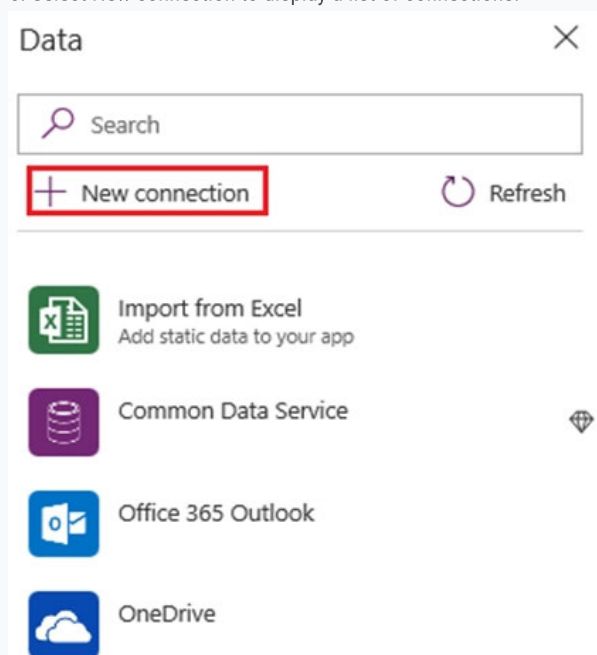 Data
Search
New connection
Refresh
Import from Excel
Add static data to your app
Common Data Service
Office 365 Outlook
OneDrive